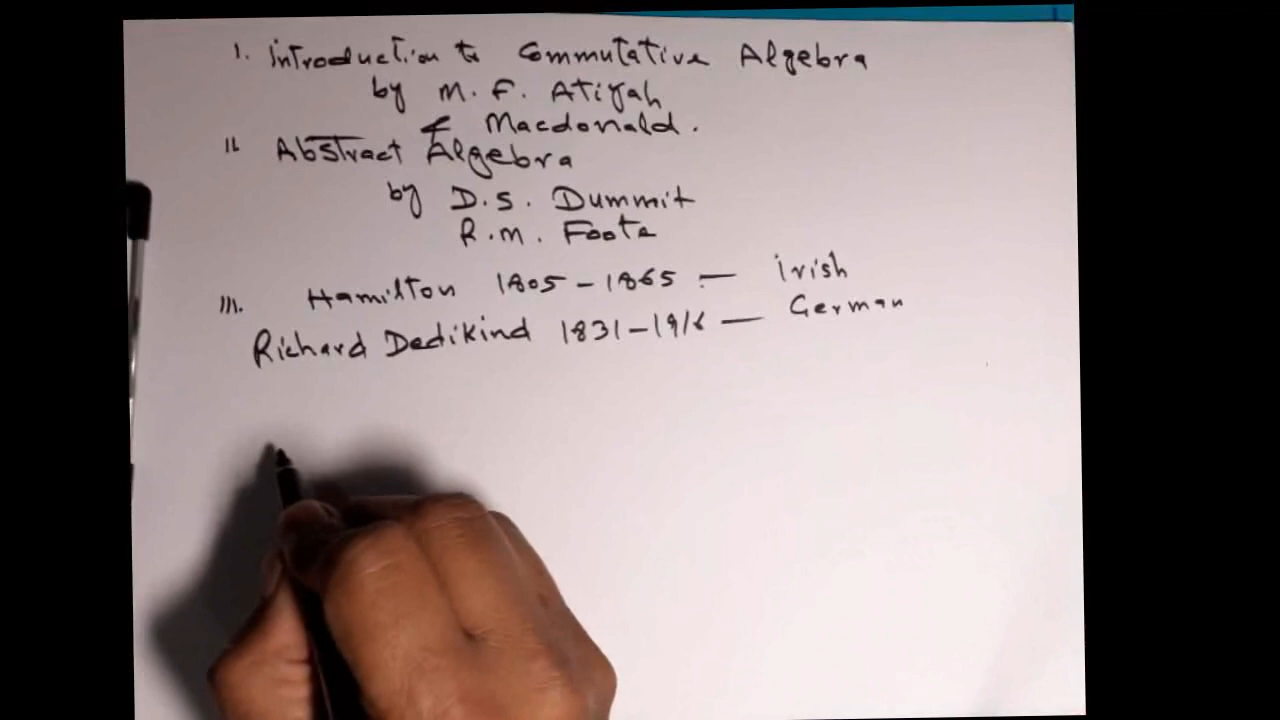 I. Introduction to Commutative Algebra
by M. F. Atiyah
& Macdonald.
II Abstract Algebra
by D.S. Dummit
R.M. Foote
III. Hamilton 1805 - 1865 — Irish
Richard Dedikind 1831-1916 — German